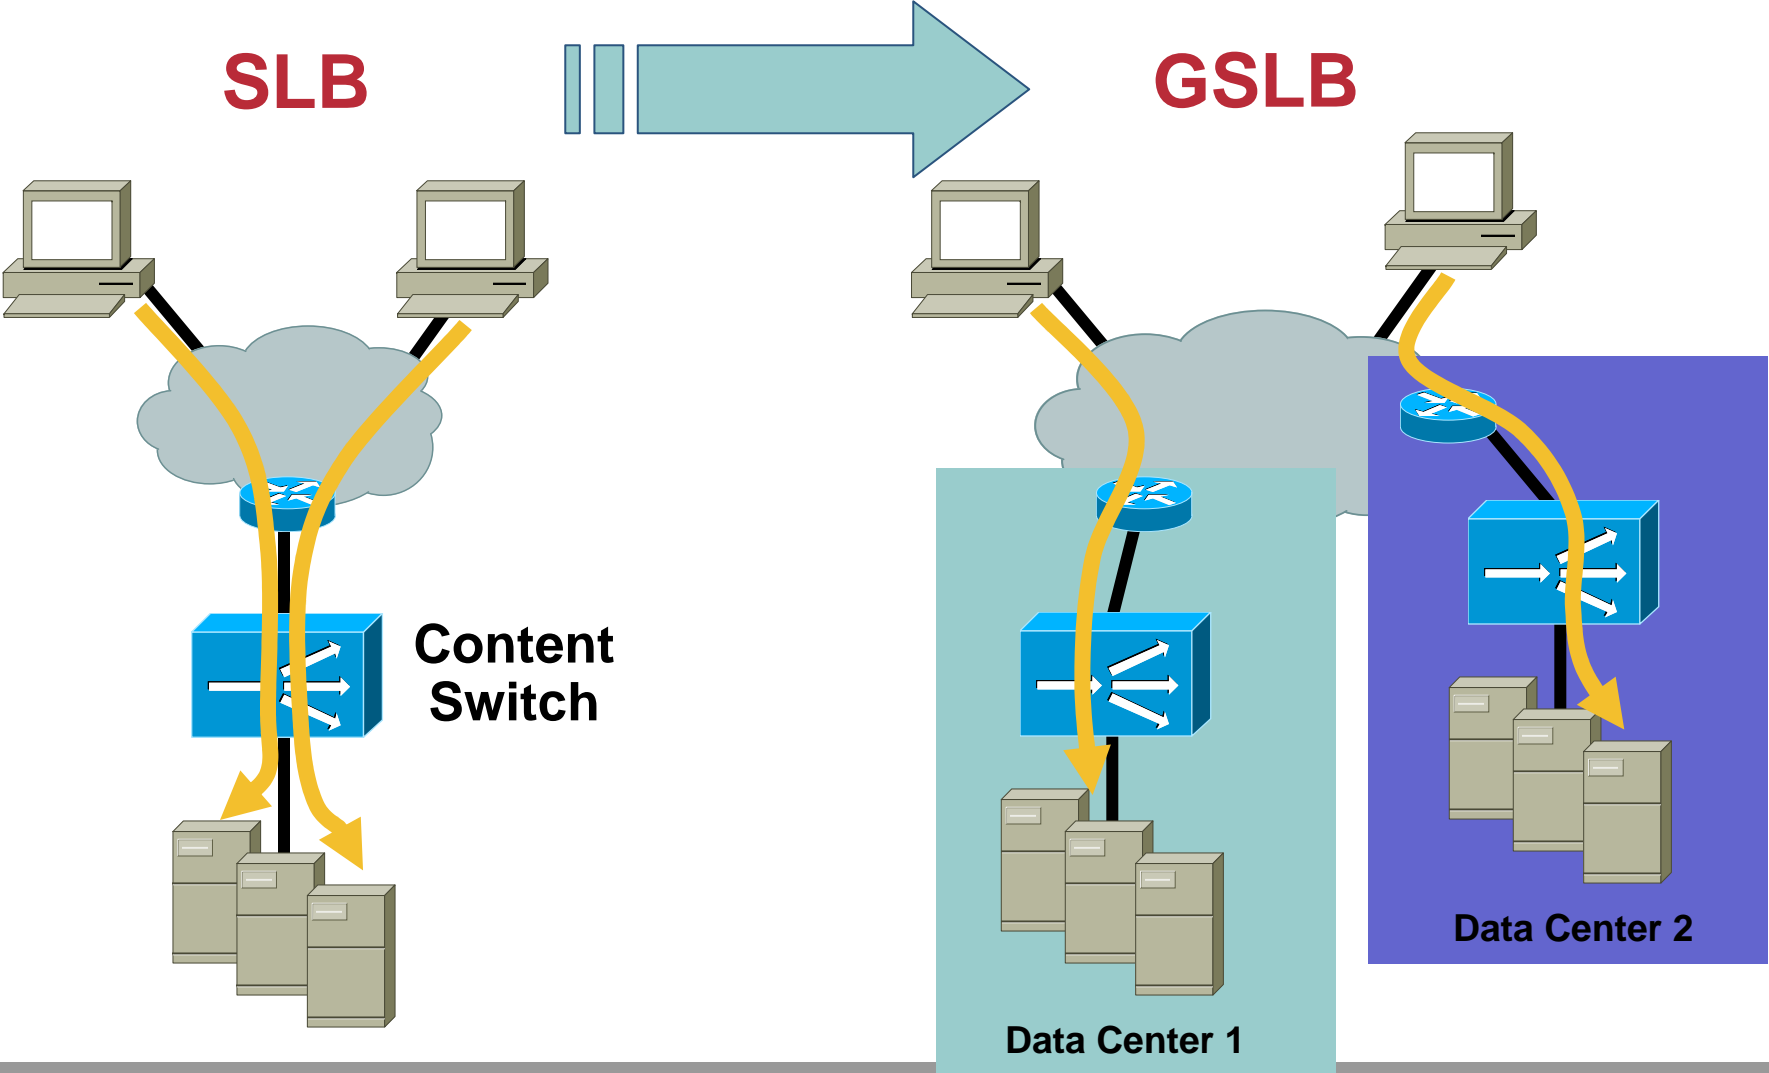 SLB
GSLB
Content
Switch
Data Center 2
Data Center 1